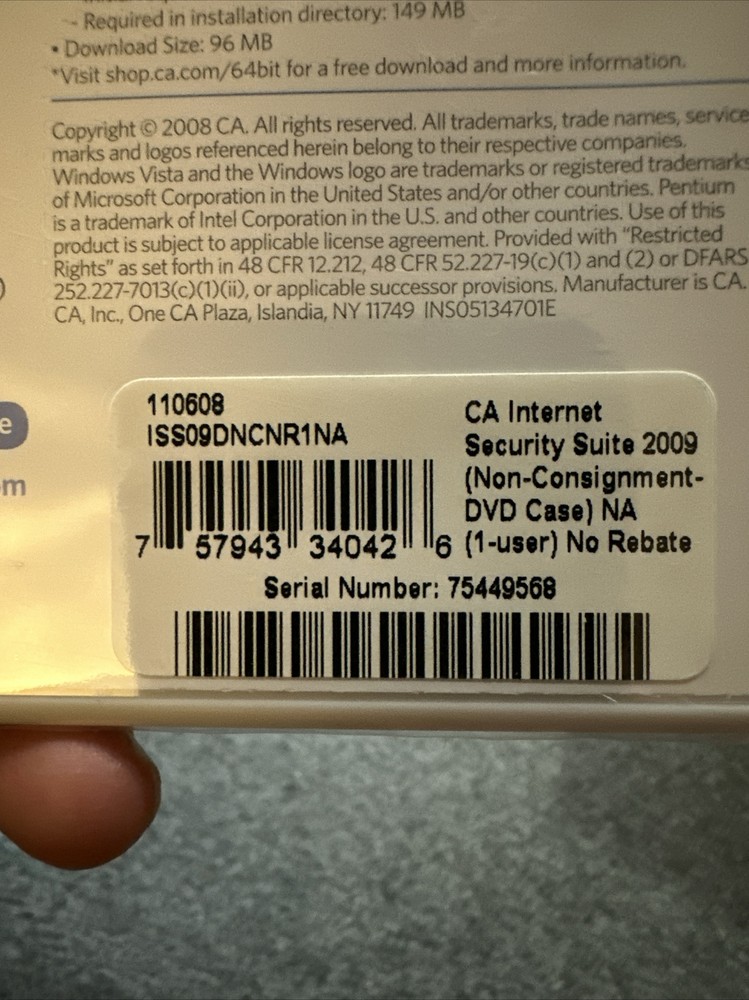 - Required in installation directory: 149 MB
• Download Size: 96 MB
*Visit shop.ca.com/64bit for a free download and more information.
Copyright © 2008 CA. All rights reserved. All trademarks, trade names, service
marks and logos referenced herein belong to their respective companies.
Windows Vista and the Windows logo are trademarks or registered trademarks
of Microsoft Corporation in the United States and/or other countries. Pentium
is a trademark of Intel Corporation in the U.S. and other countries. Use of this
product is subject to applicable license agreement. Provided with “Restricted
Rights” as set forth in 48 CFR 12.212, 48 CFR 52.227-19(c)(1) and (2) or DFARS
252.227-7013(c)(1)(ii), or applicable successor provisions. Manufacturer is CA.
CA, Inc., One CA Plaza, Islandia, NY 11749 INS05134701E
e
om
110608
ISS09DNCNR1NA
7 57943 34042 6
CA Internet
Security Suite 2009
(Non-Consignment-
DVD Case) NA
(1-user) No Rebate
Serial Number: 75449568